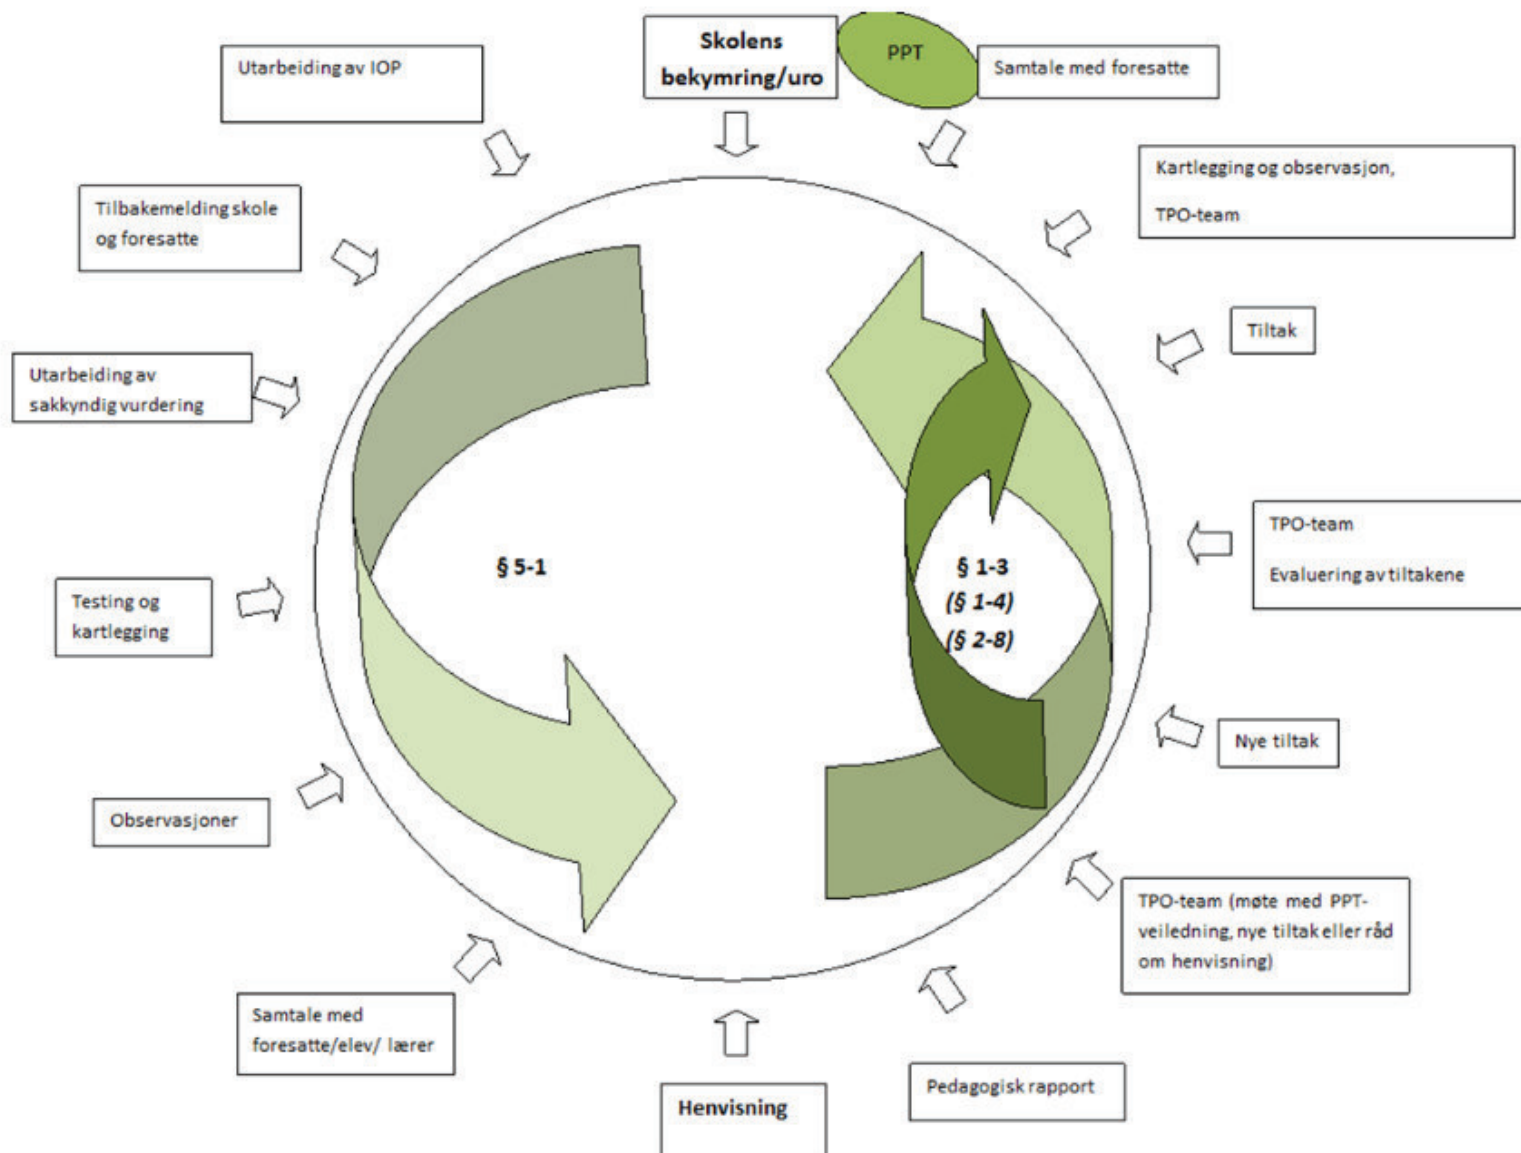 Skolens
bekymring/uro
PPT
Samtale med foresatte
Kartlegging og observasjon,
TPO-team
Tiltak
TPO-team
Evaluering av tiltakene
Nye tiltak
TPO-team (møte med PPT-
veiledning, nye tiltak eller råd
om henvisning)
Pedagogisk rapport
Henvisning
Samtale med
foresatte/elev/ lærer
Observasjoner
Testing og
kartlegging
Utarbeiding av
sakkyndig vurdering
Tilbakemelding skole
og foresatte
Utarbeiding av IOP
§ 5-1
§ 1-3
(§ 1-4)
(§ 2-8)